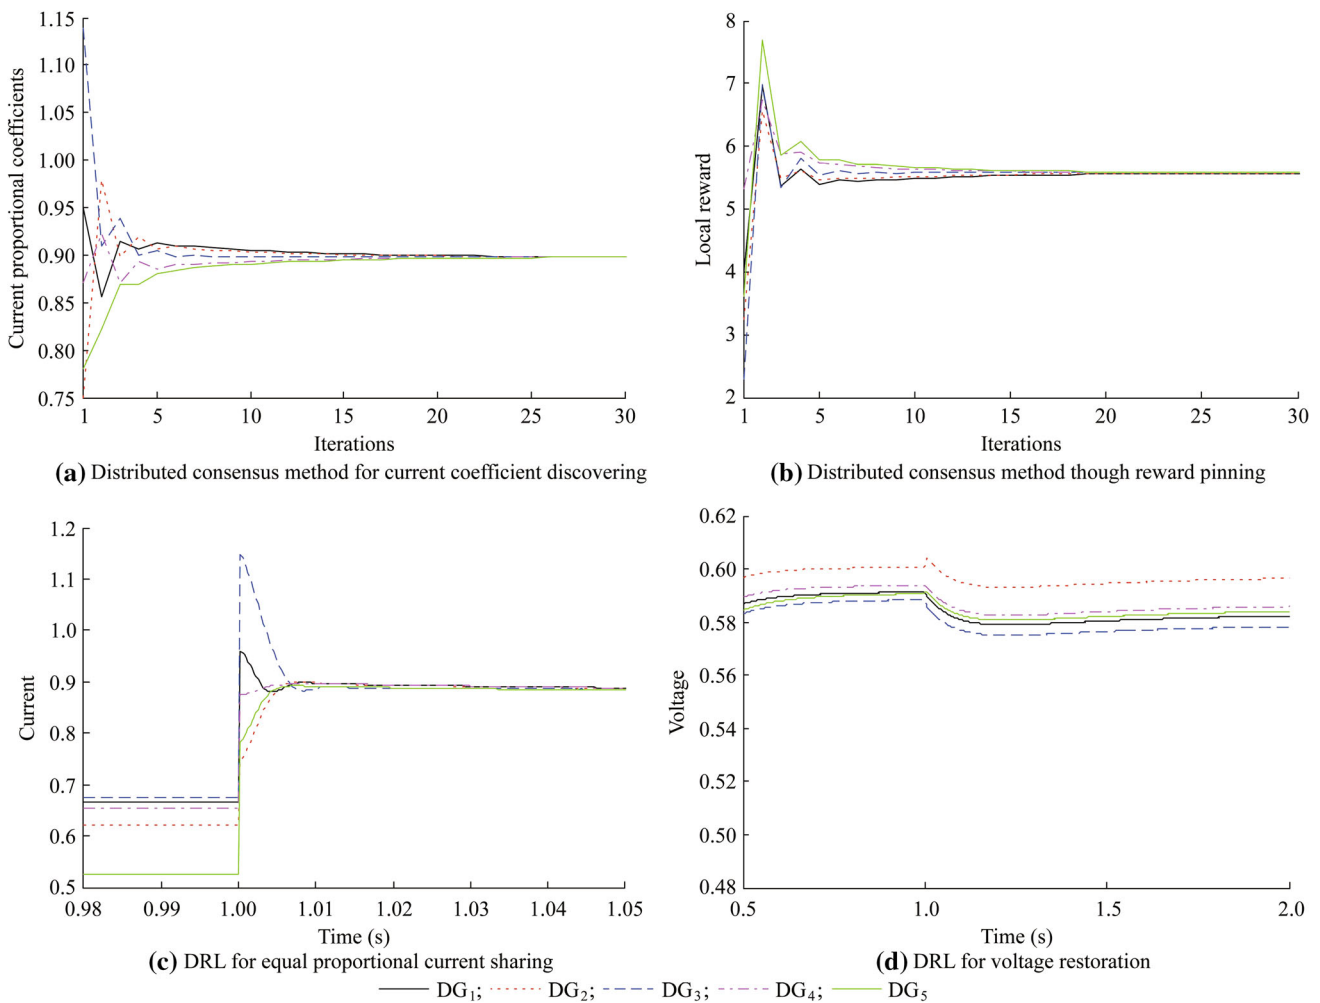 1.15
1.10
1.05
1.00
0.95
0.90
0.85
0.80
0.75
Current proportional coefficients
1 5 10 15 20 25 30
Iterations
(a) Distributed consensus method for current coefficient discovering
8
7
6
5
4
3
2
Local reward
1 5 10 15 20 25 30
Iterations
(b) Distributed consensus method though reward pinning
1.2
1.1
1.0
0.9
0.8
0.7
0.6
0.5
Current
0.98 0.99 1.00 1.01 1.02 1.03 1.04 1.05
Time (s)
(c) DRL for equal proportional current sharing
0.62
0.60
0.58
0.56
0.54
0.52
0.50
0.48
Voltage
0.5 1.0 1.5 2.0
Time (s)
(d) DRL for voltage restoration
DG1; DG2; DG3; DG4; DG5